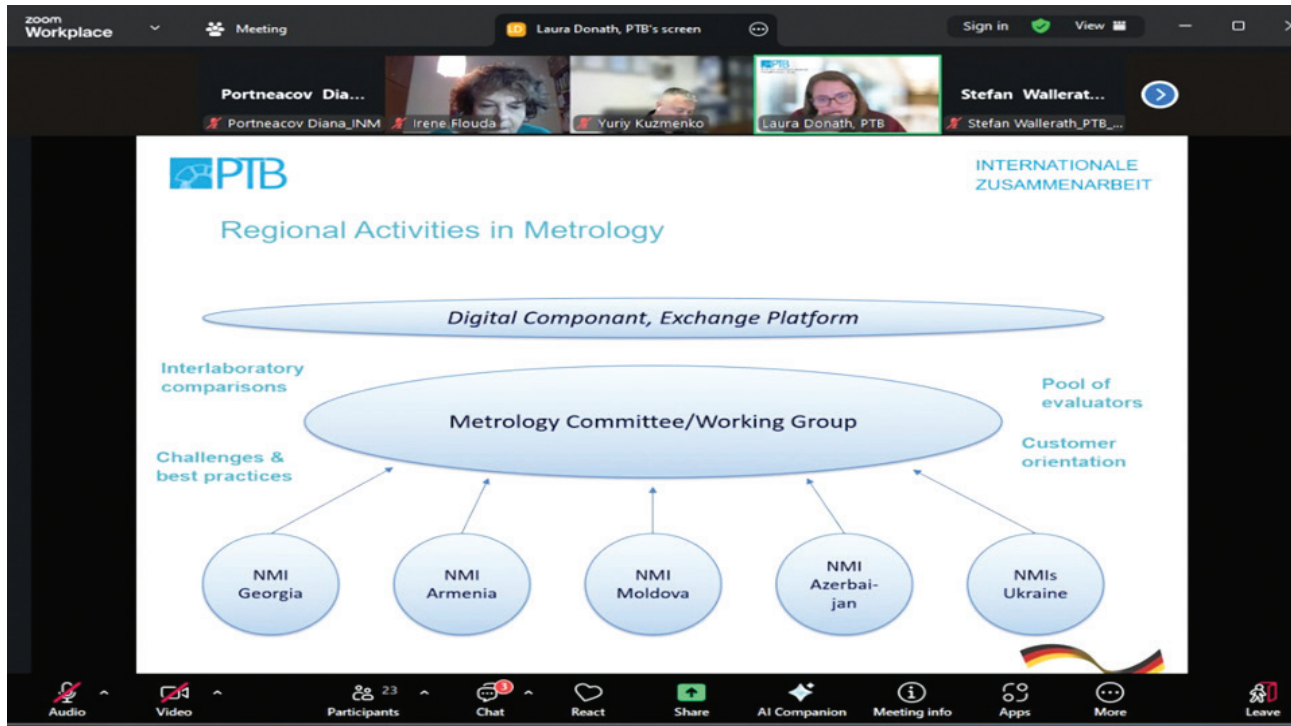 zoom
Workplace
Meeting
LD Laura Donath, PTB's screen
Sign in
View
Portneacov Dia...
Portneacov Diana_INM
Irene Flouda
Yuriy Kuzmenko
PTB
Laura Donath, PTB
Stefan Wallerat...
Stefan Wallerath_PTB_...
PTB
INTERNATIONALE
ZUSAMMENARBEIT
Regional Activities in Metrology
Digital Componant, Exchange Platform
Interlaboratory
comparisons
Metrology Committee/Working Group
Pool of
evaluators
Challenges &
best practices
Customer
orientation
NMI
Georgia
NMI
Armenia
NMI
Moldova
NMI
Azerbai-
jan
NMIs
Ukraine
Audio
Video
23
Participants
3
Chat
React
Share
AI Companion
Meeting info
Apps
More
Leave